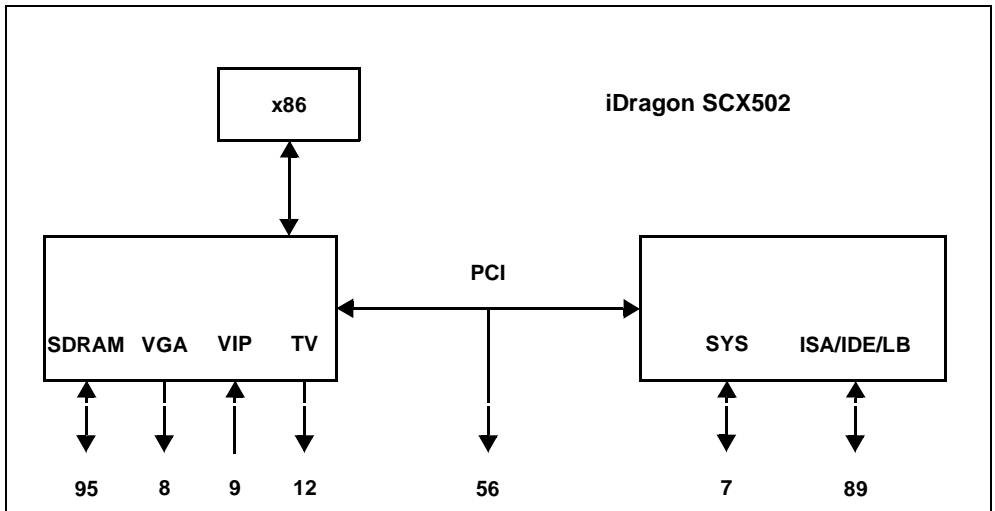 x86
iDragon SCX502
PCI
SDRAM VGA VIP TV
SYS ISA/IDE/LB
95 8 9 12 56 7 89